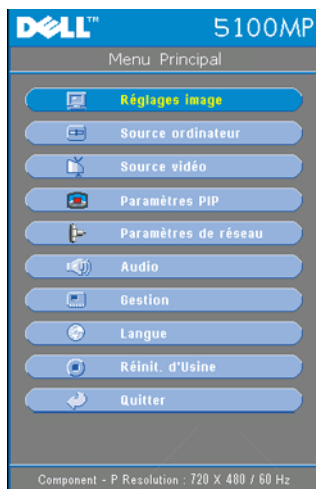 DELL™ 5100MP
Menu Principal
Réglages image
Source ordinateur
Source vidéo
Paramètres PIP
Paramètres de réseau
Audio
Gestion
Langue
Réinit. d'Usine
Quitter
Component - P Resolution : 720 X 480 / 60 Hz